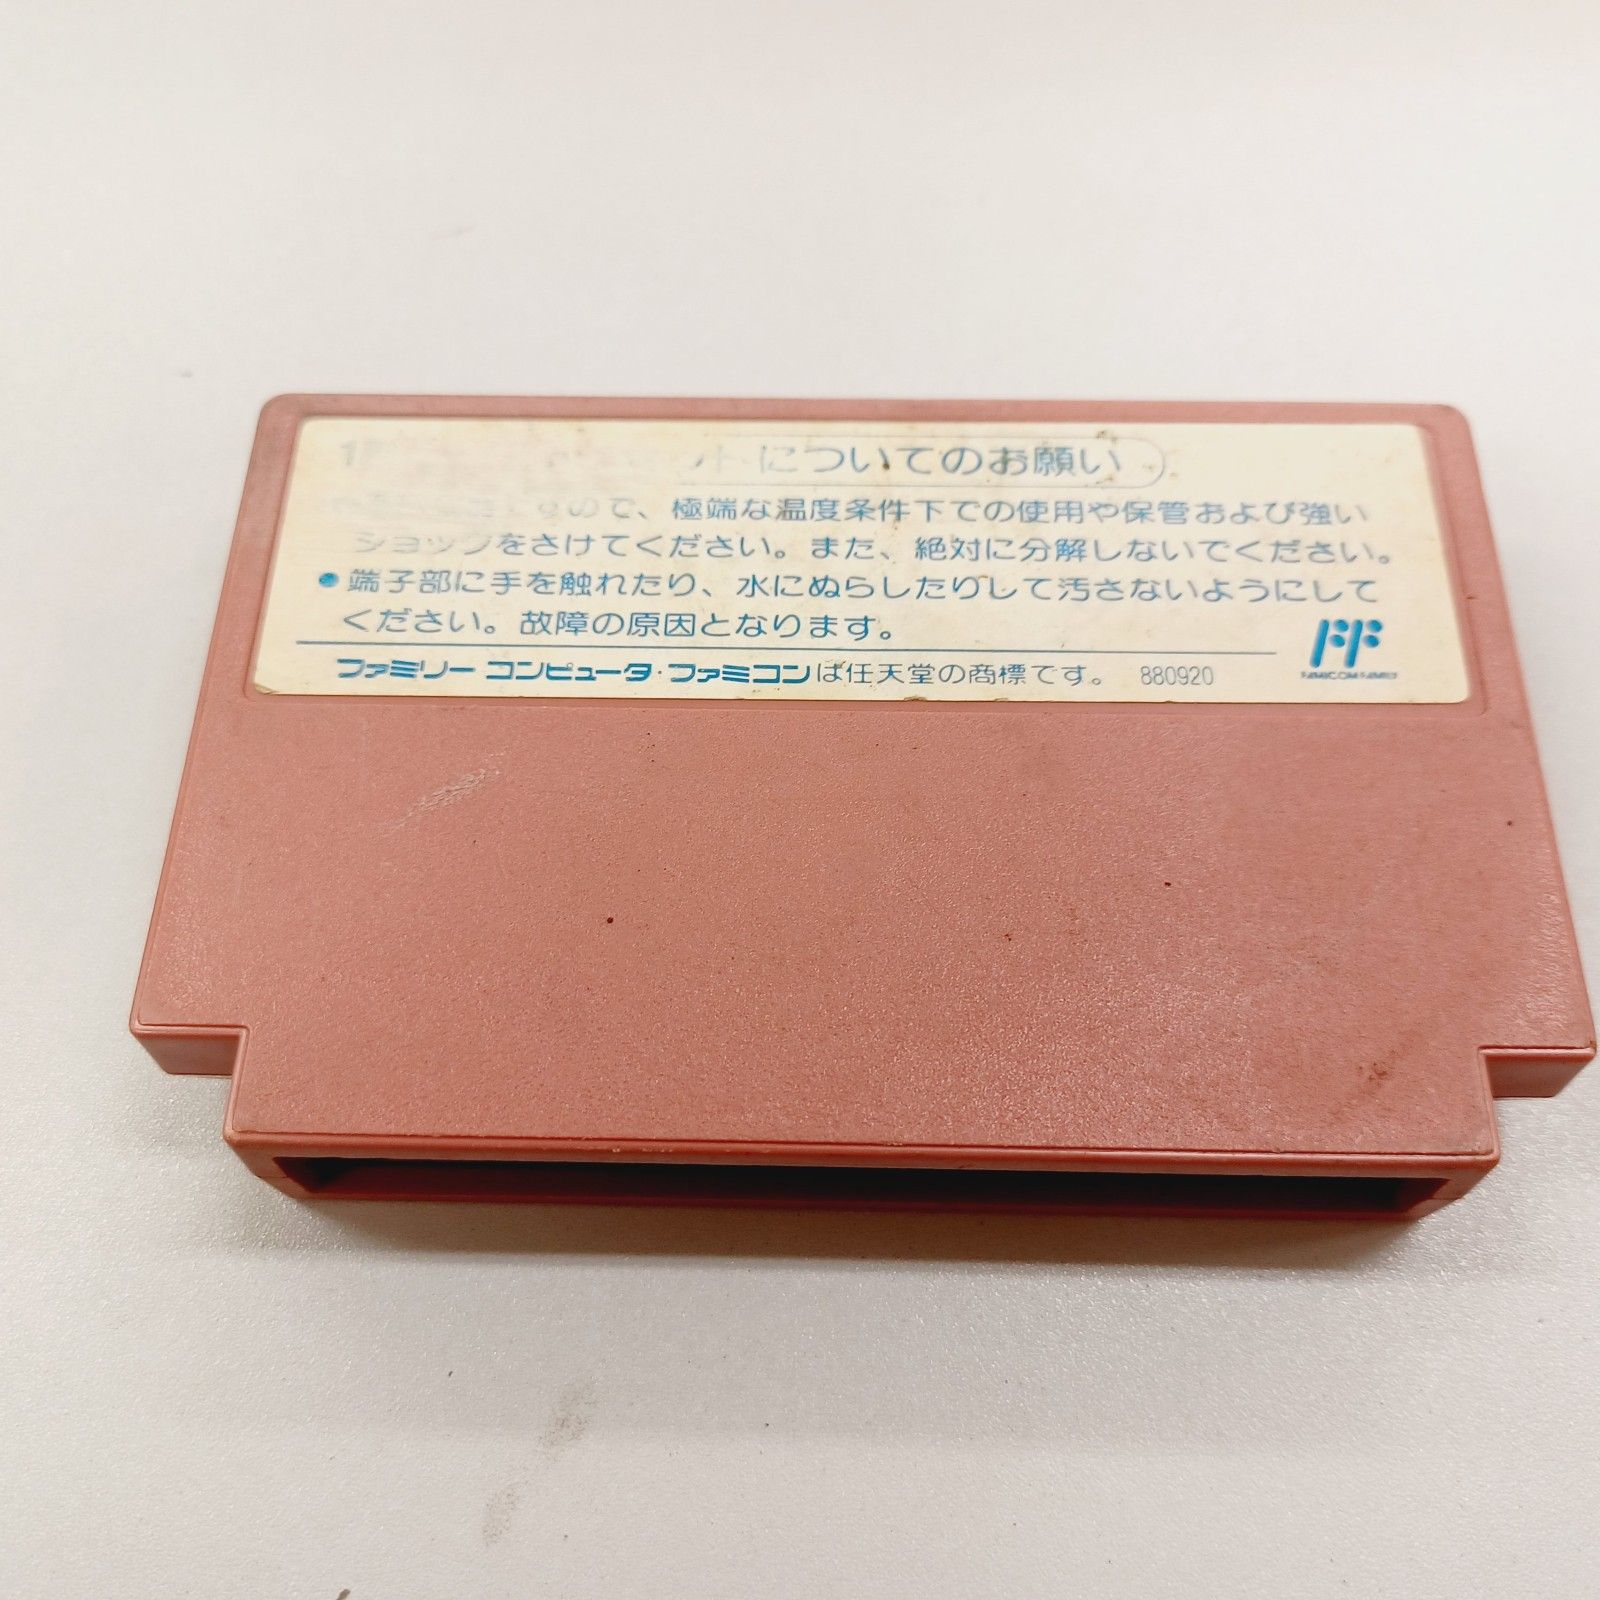 についてのお願い
ので、極端な温度条件下での使用や保管および強い
ショックをさけてください。また、絶対に分解しないでください。
●端子部に手を触れたり、水にぬらしたりして汚さないようにして
ください。故障の原因となります。
ファミリー コンピュータ・ファミコンは任天堂の商標です。 880920
FAMICOM FAMILY